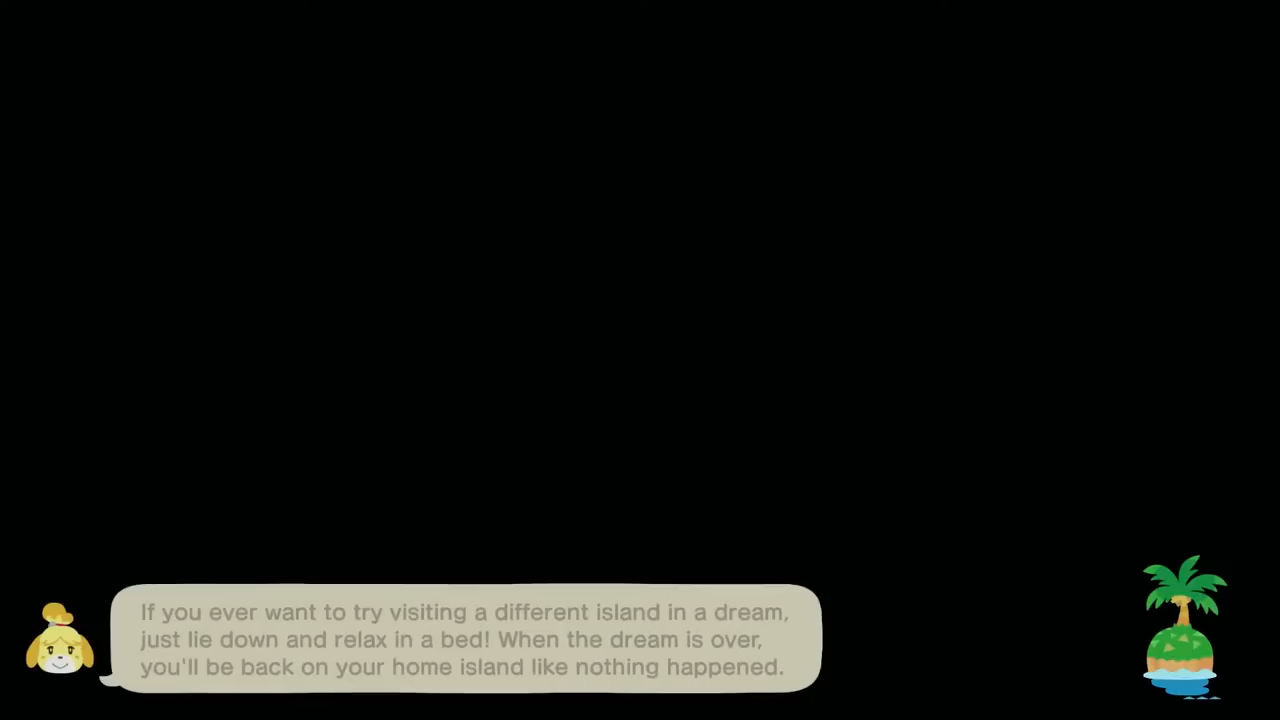 If you ever want to try visiting a different island in a dream,
just lie down and relax in a bed! When the dream is over,
you'll be back on your home island like nothing happened.